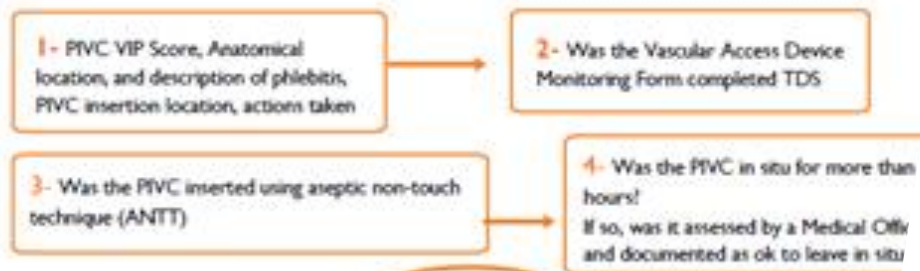 1- PIVC VIP Score, Anatomical
location, and description of phlebitis,
PIVC insertion location, actions taken
2- Was the Vascular Access Device
Monitoring Form completed TDS
3- Was the PIVC inserted using aseptic non-touch
technique (ANTT)
4- Was the PIVC in situ for more than
hours!
If so, was it assessed by a Medical
and documented as ok to leave in situ